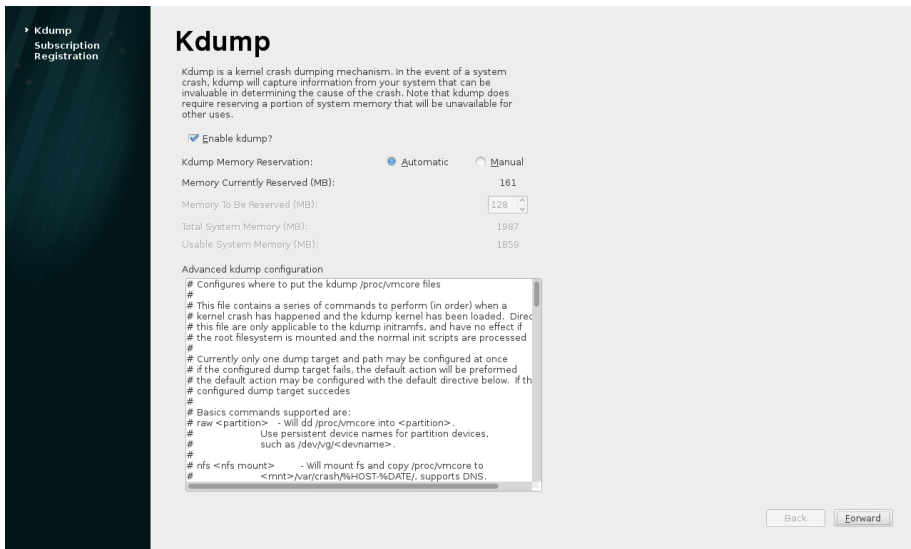 Kdump
Subscription
Registration
Kdump
Kdump is a kernel crash dumping mechanism. In the event of a system
crash, kdump will capture information from your system that can be
invaluable in determining the cause of the crash. Note that kdump does
require reserving a portion of system memory that will be unavailable for
other uses.
Enable kdump?
Kdump Memory Reservation: Automatic Manual
Memory Currently Reserved (MB): 161
Memory To Be Reserved (MB): 128
Total System Memory (MB): 1987
Usable System Memory (MB): 1859
Advanced kdump configuration
# Configures where to put the kdump /proc/vmcore files
#
# This file contains a series of commands to perform (in order) when a
# kernel crash has happened and the kdump kernel has been loaded. Direc
# this file are only applicable to the kdump initramfs, and have no effect if
# the root filesystem is mounted and the normal init scripts are processed
#
# Currently only one dump target and path may be configured at once
# if the configured dump target fails, the default action will be preformed
# the default action may be configured with the default directive below. If th
# configured dump target succedes
#
# Basics commands supported are:
# raw <partition> - Will dd /proc/vmcore into <partition>.
# Use persistent device names for partition devices,
# such as /dev/vg/<devname>.
#
# nfs <nfs mount> - Will mount fs and copy /proc/vmcore to
# <mnt>/var/crash/%HOST-%DATE/, supports DNS.
Back Forward